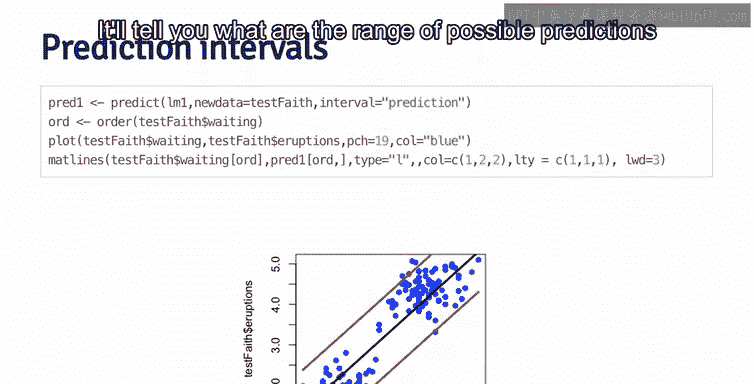 It'll tell you what are the range of possible predictions
Prediction intervals
pred1 <- predict(lm1,newdata=testFaith,interval="prediction")
ord <- order(testFaith$waiting)
plot(testFaith$waiting,testFaith$eruptions,pch=19,col="blue")
matlines(testFaith$waiting[ord],pred1[ord,],type="l",,col=c(1,2,2),lty = c(1,1,1), lwd=3)
testFaith$eruptions
5.0
4.0
3.0